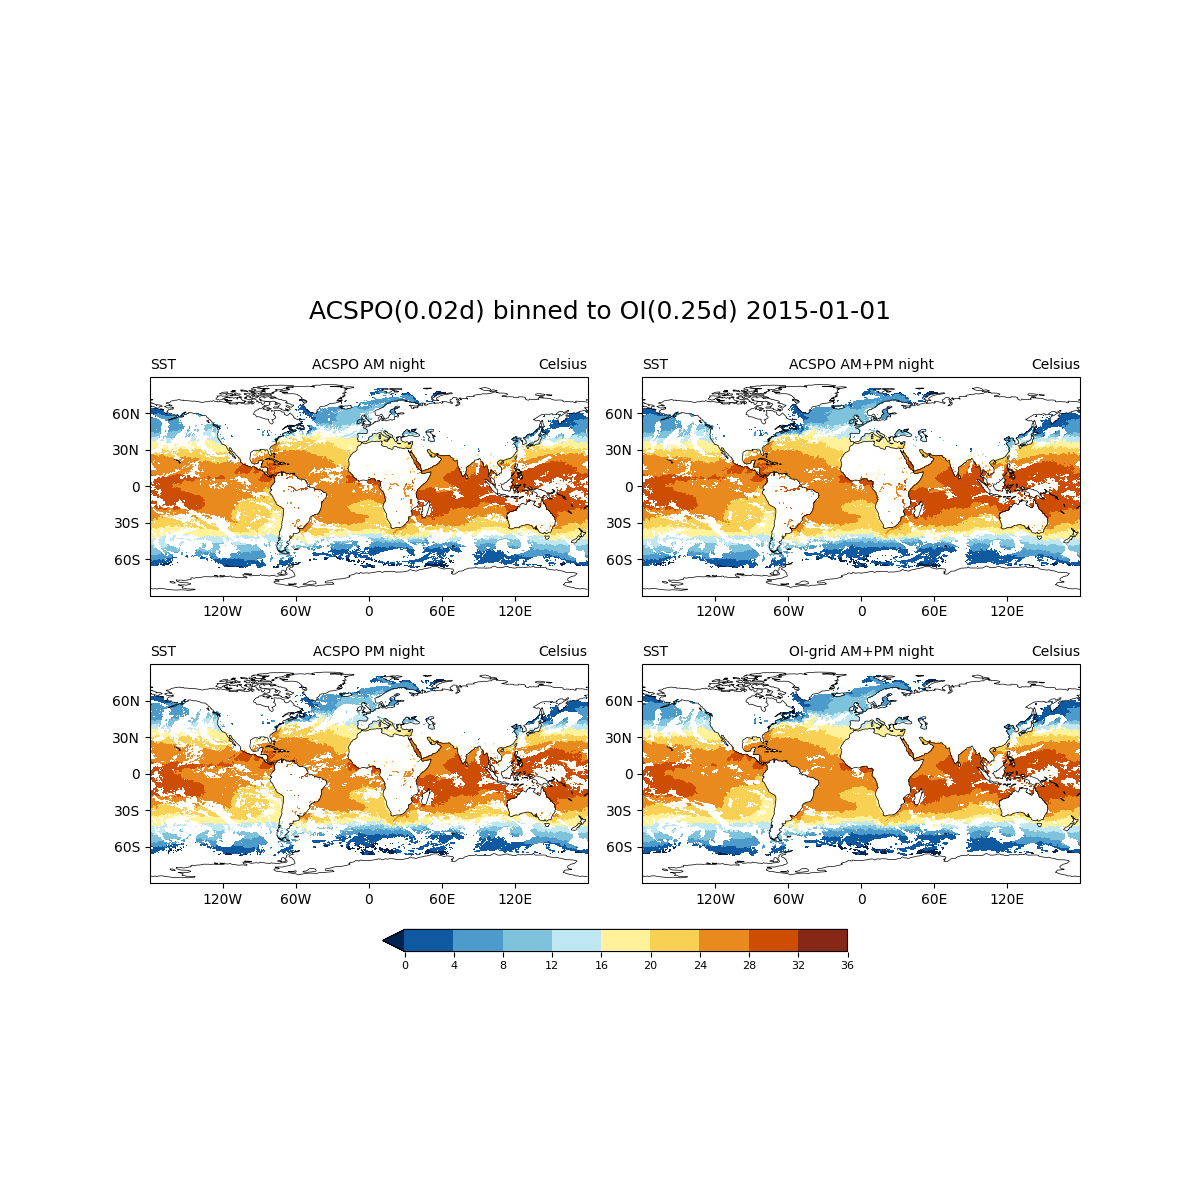 ACSPO(0.02d) binned to OI(0.25d) 2015-01-01
SST ACSPO AM night Celsius
60N
30N
0
30S
60S
120W 60W 0 60E 120E
SST ACSPO AM+PM night Celsius
60N
30N
0
30S
60S
120W 60W 0 60E 120E
SST ACSPO PM night Celsius
60N
30N
0
30S
60S
120W 60W 0 60E 120E
SST OI-grid AM+PM night Celsius
60N
30N
0
30S
60S
120W 60W 0 60E 120E
0 4 8 12 16 20 24 28 32 36